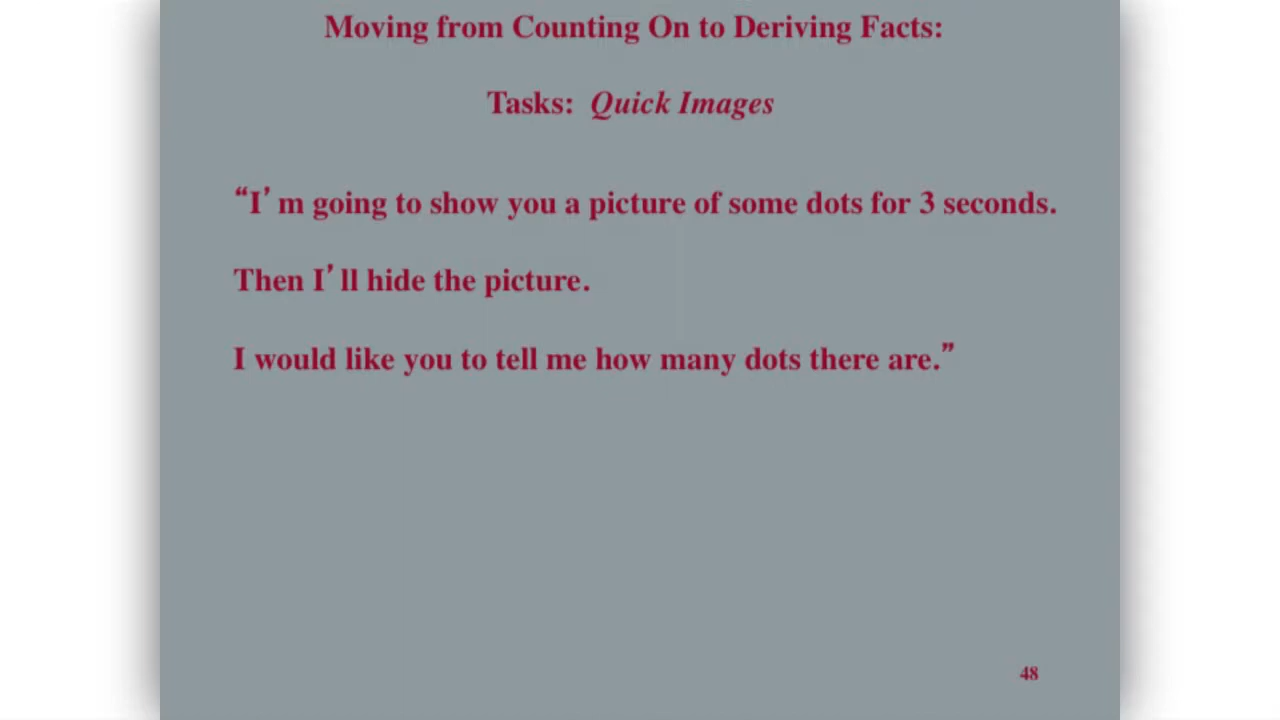 Moving from Counting On to Deriving Facts:
Tasks: Quick Images
“I’m going to show you a picture of some dots for 3 seconds.
Then I’ll hide the picture.
I would like you to tell me how many dots there are.”
48